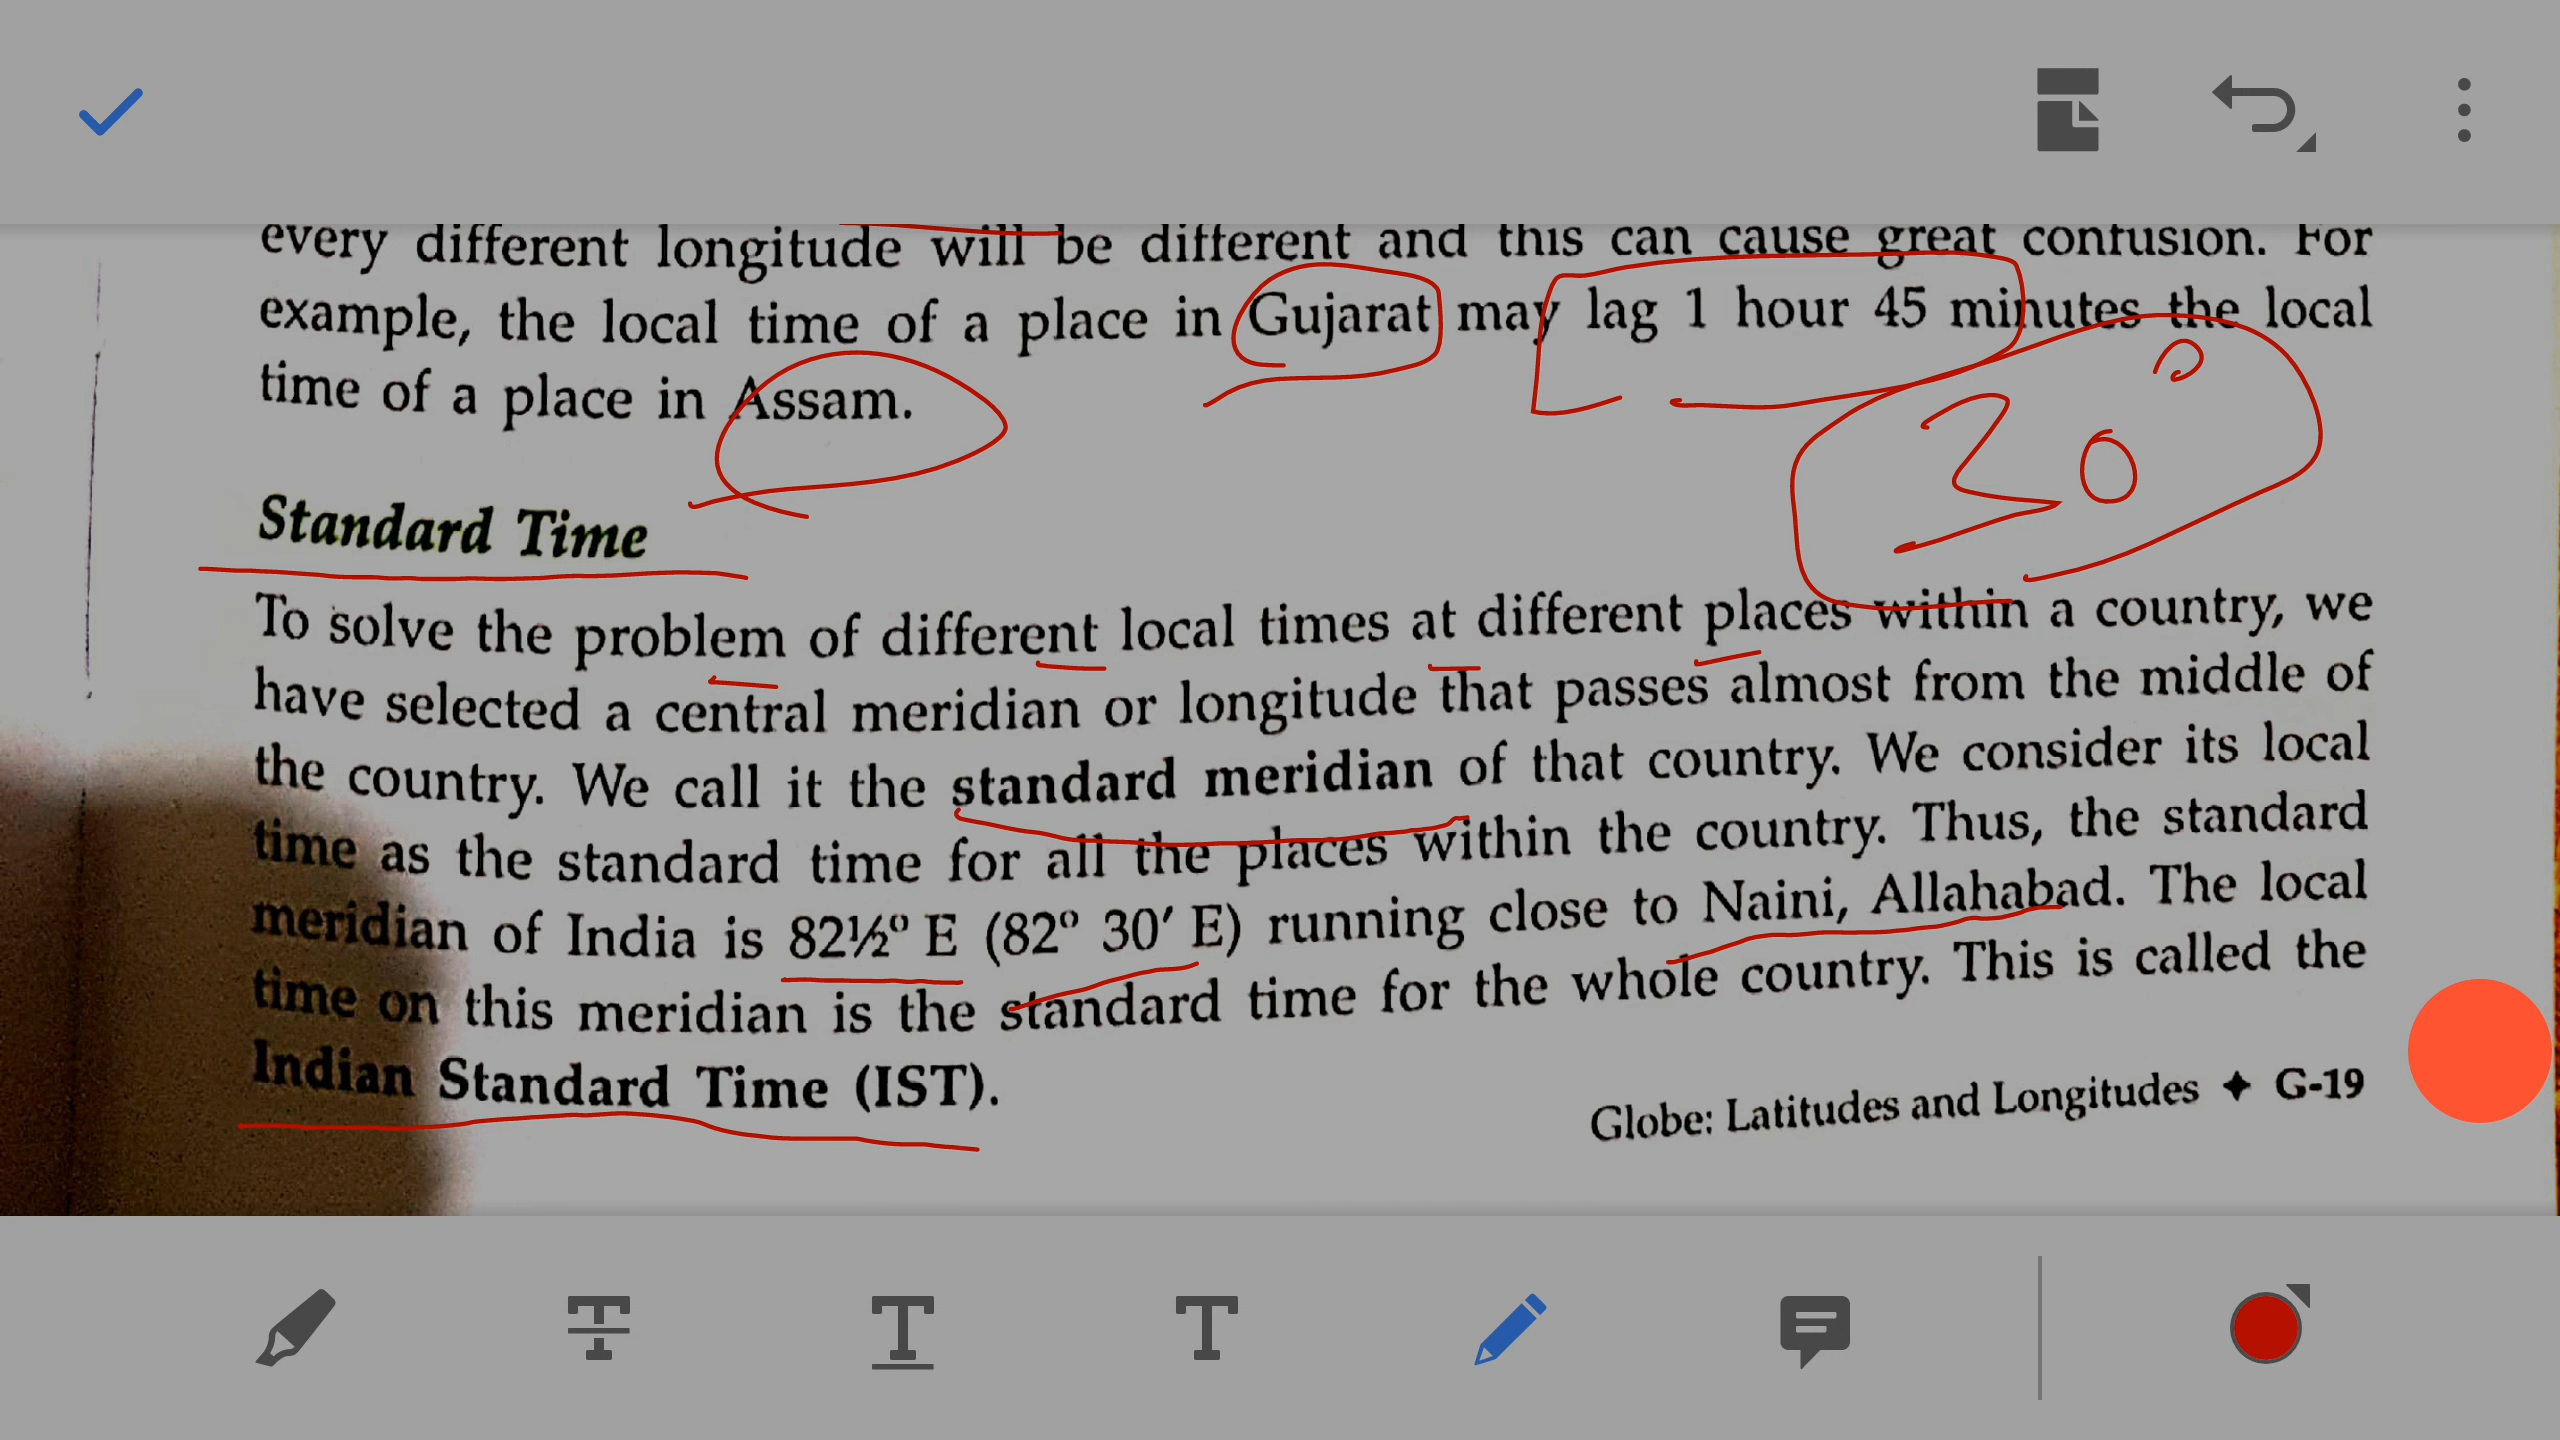 every different longitude will be different and this can cause great confusion. For
example, the local time of a place in Gujarat may lag 1 hour 45 minutes the local
time of a place in Assam.
30°
Standard Time
To solve the problem of different local times at different places within a country, we
have selected a central meridian or longitude that passes almost from the middle of
the country. We call it the standard meridian of that country. We consider its local
time as the standard time for all the places within the country. Thus, the standard
meridian of India is 82½° E (82° 30′ E) running close to Naini, Allahabad. The local
time on this meridian is the standard time for the whole country. This is called the
Indian Standard Time (IST).
Globe: Latitudes and Longitudes ✦ G-19